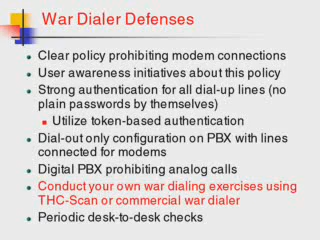 War Dialer Defenses
Clear policy prohibiting modem connections
User awareness initiatives about this policy
Strong authentication for all dial-up lines (no
plain passwords by themselves)
Utilize token-based authentication
Dial-out only configuration on PBX with lines
connected for modems
Digital PBX prohibiting analog calls
Conduct your own war dialing exercises using
THC-Scan or commercial war dialer
Periodic desk-to-desk checks